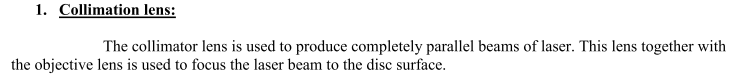 1. Collimation lens:
The collimator lens is used to produce completely parallel beams of laser. This lens together with
the objective lens is used to focus the laser beam to the disc surface.